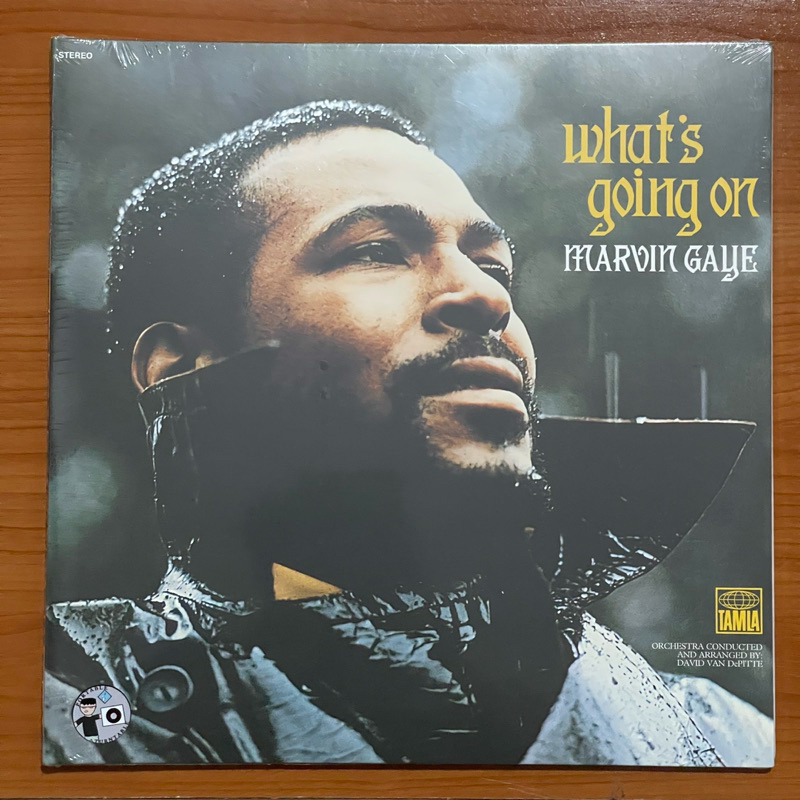 STEREO
what's
going on
MARVIN GAYE
TAMLA
ORCHESTRA CONDUCTED
AND ARRANGED BY:
DAVID VAN DePITTE